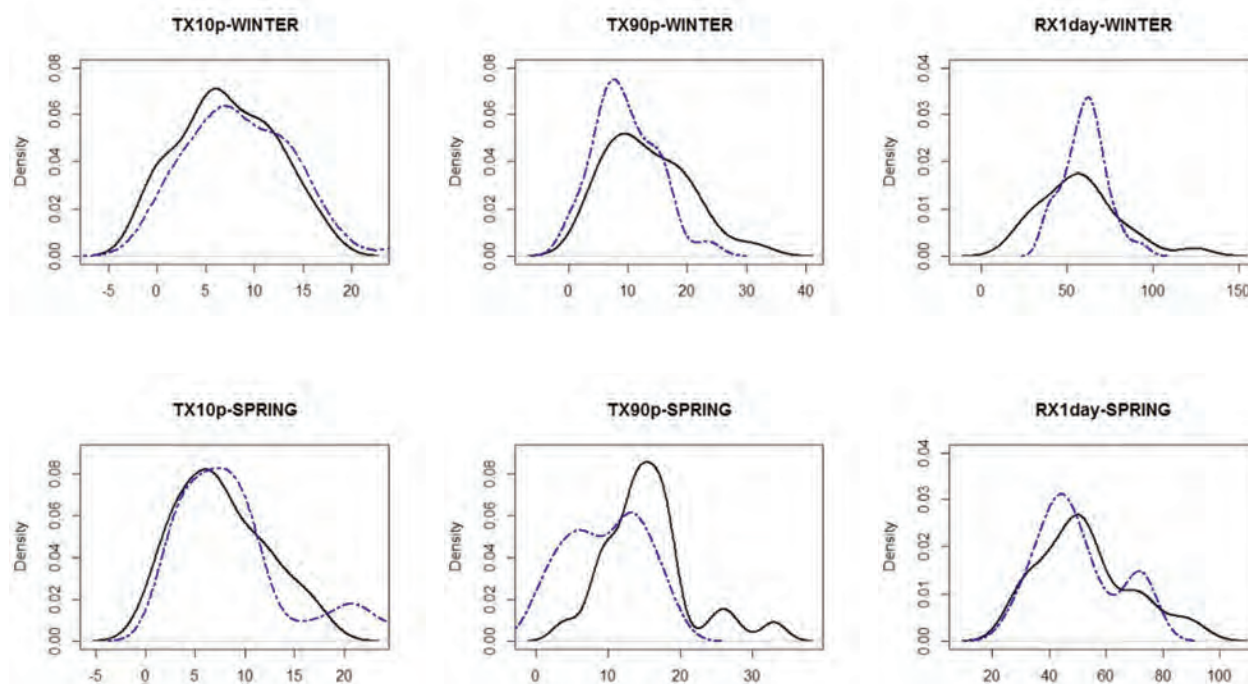 TX10p-WINTER
Density
0.00 0.02 0.04 0.06 0.08
-5 0 5 10 15 20
TX90p-WINTER
Density
0.00 0.02 0.04 0.06 0.08
0 10 20 30 40
RX1day-WINTER
Density
0.00 0.01 0.02 0.03 0.04
0 50 100 150
TX10p-SPRING
Density
0.00 0.02 0.04 0.06 0.08
-5 0 5 10 15 20
TX90p-SPRING
Density
0.00 0.02 0.04 0.06 0.08
0 10 20 30
RX1day-SPRING
Density
0.00 0.01 0.02 0.03 0.04
20 40 60 80 100